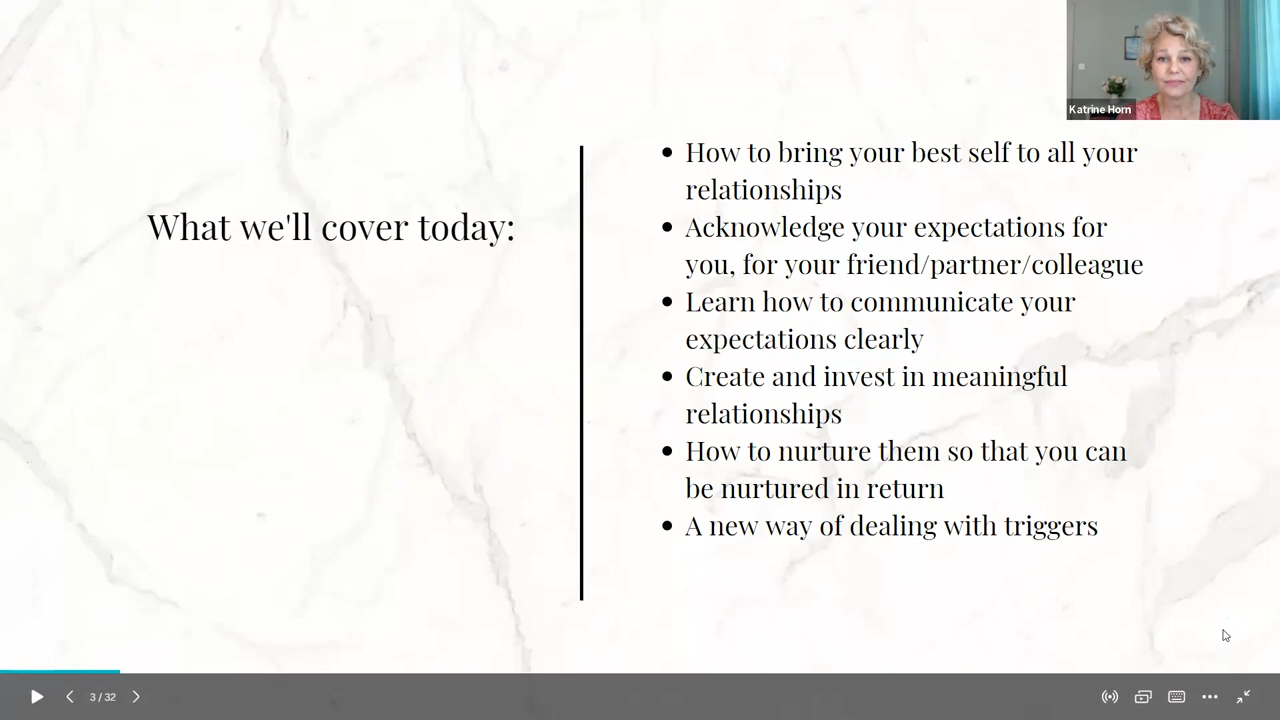 Katrine Horn
What we'll cover today:
• How to bring your best self to all your
relationships
• Acknowledge your expectations for
you, for your friend/partner/colleague
• Learn how to communicate your
expectations clearly
• Create and invest in meaningful
relationships
• How to nurture them so that you can
be nurtured in return
• A new way of dealing with triggers
3 / 32